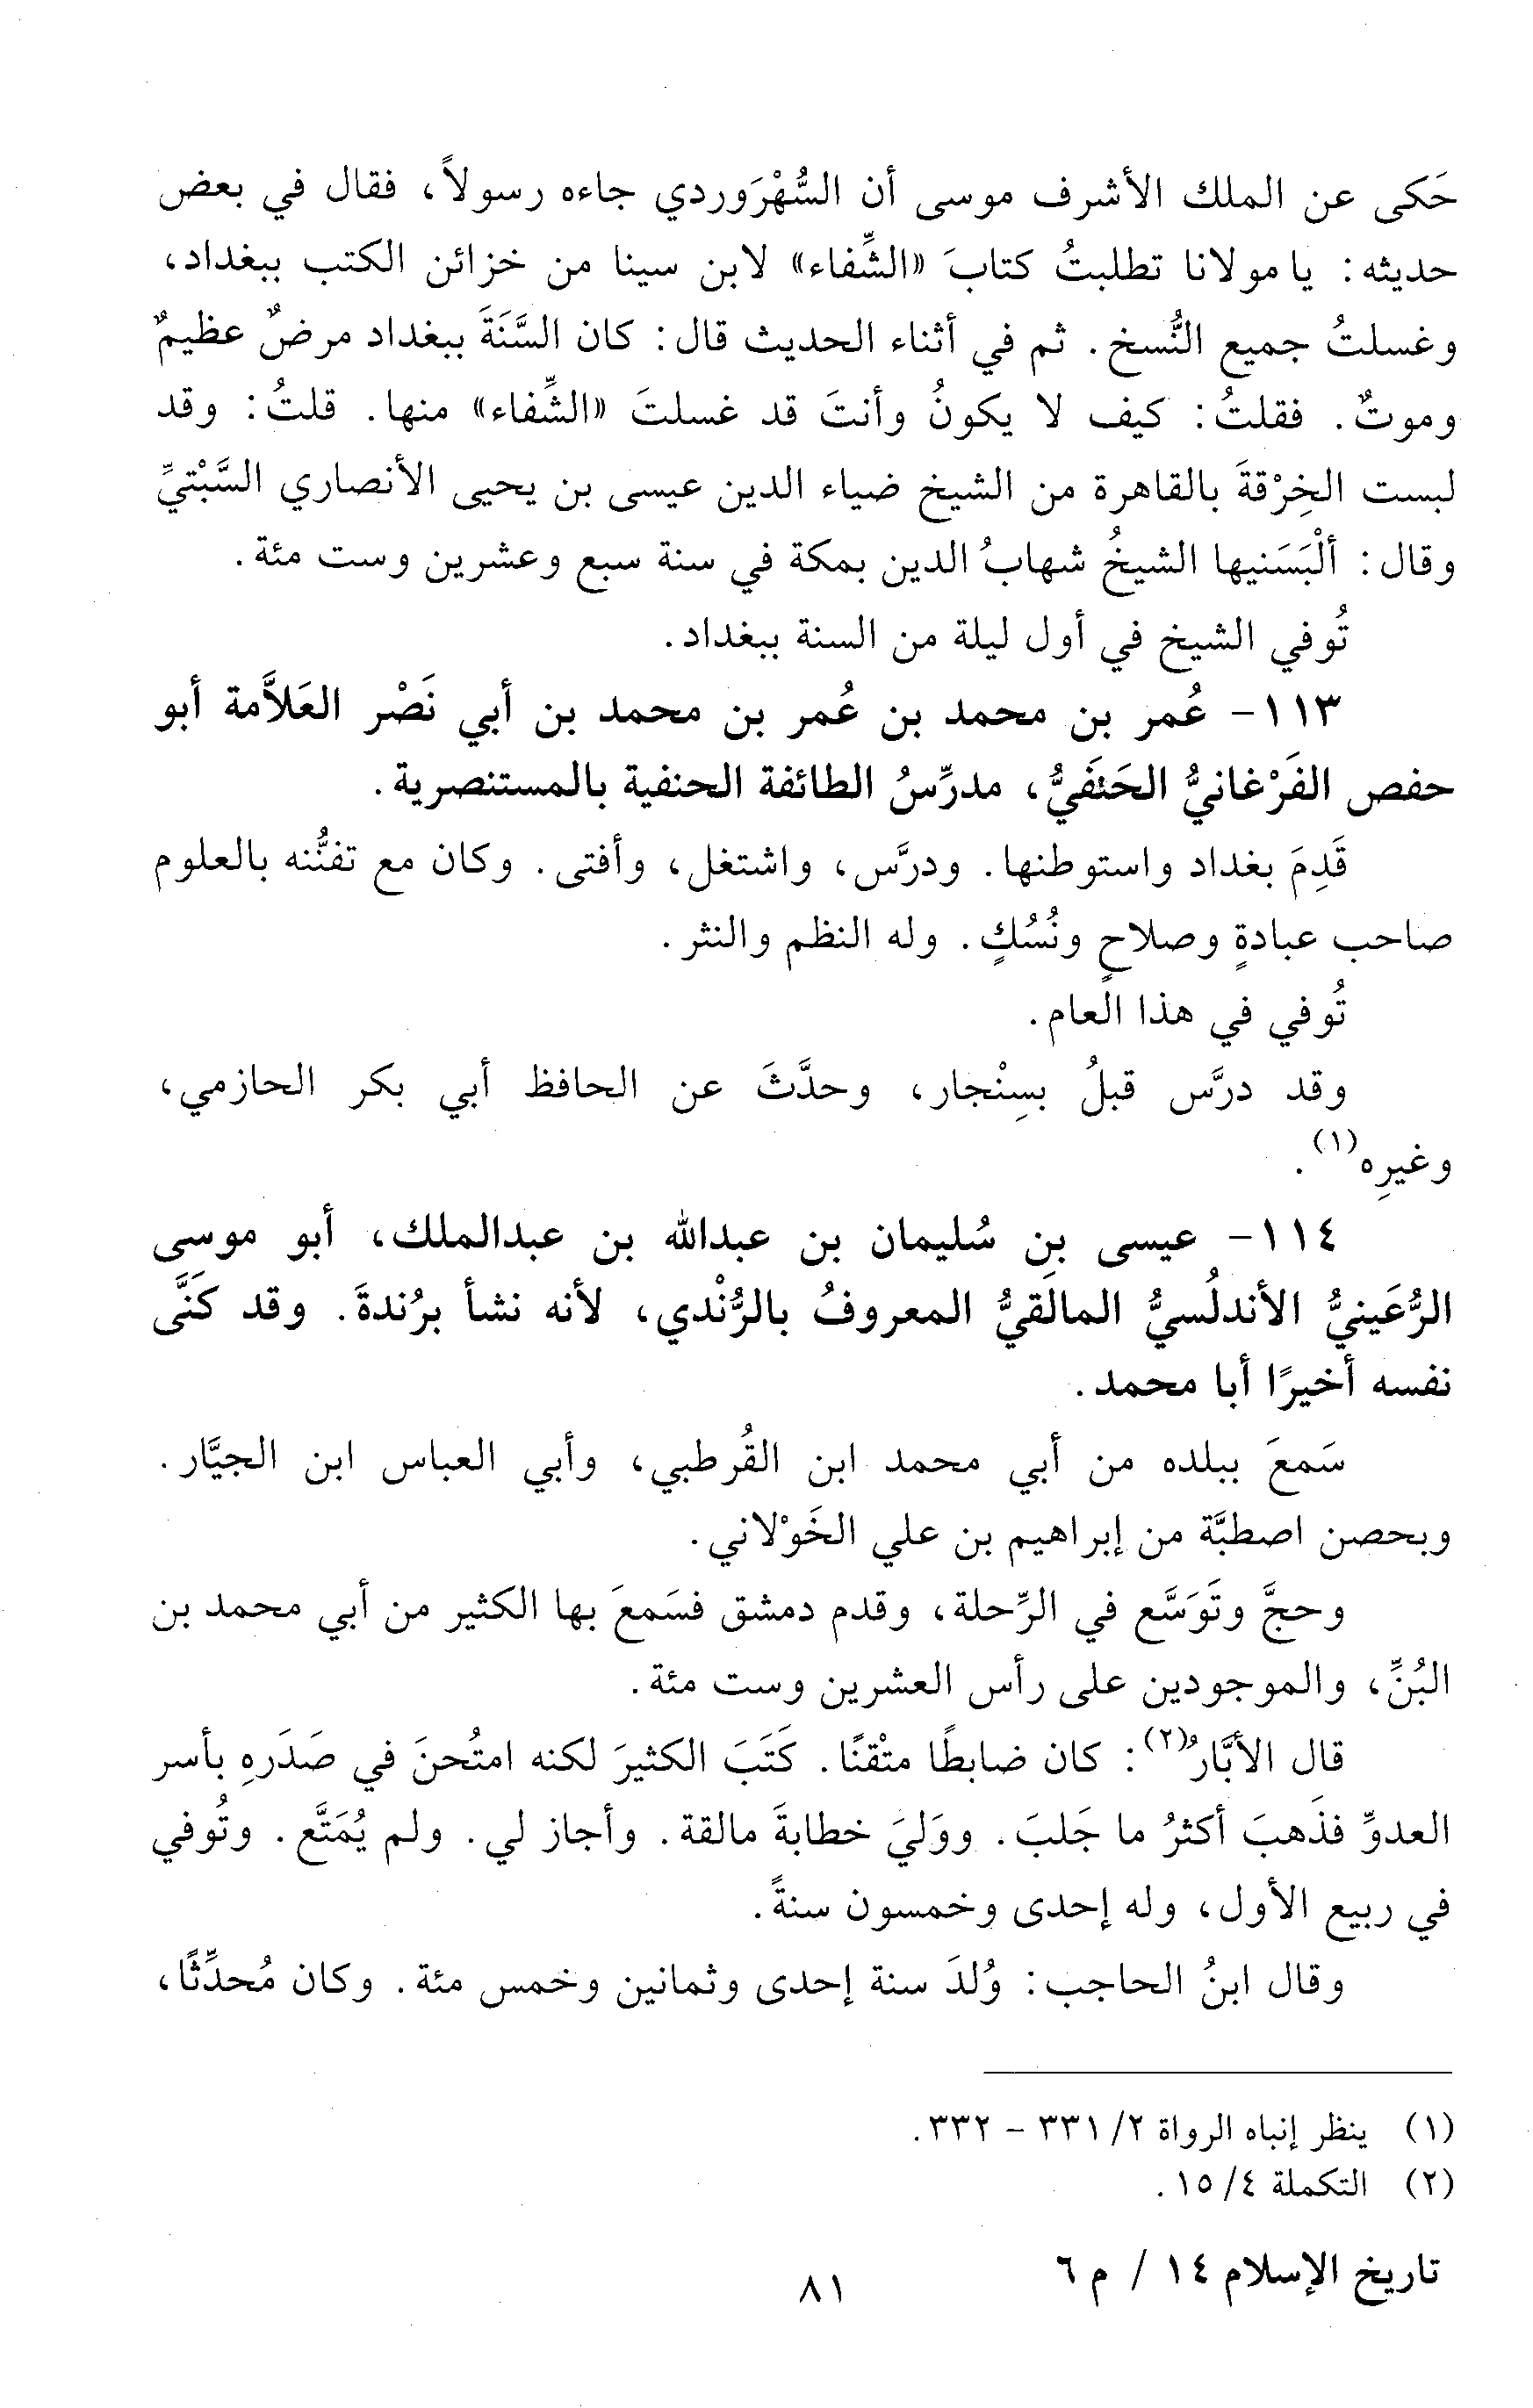 حَكى عن الملك الأشرف موسى أن السُّهْرَوردي جاءه رسولاً، فقال في بعض
حديثه: يا مولانا تطلبتُ كتابَ «الشِّفاء» لابن سينا من خزائن الكتب ببغداد،
وغسلتُ جميع النُّسخ. ثم في أثناء الحديث قال: كان السَّنَةَ ببغداد مرضٌ عظيمٌ
وموتٌ. فقلتُ: كيف لا يكونُ وأنتَ قد غسلتَ «الشِّفاء» منها. قلتُ: وقد
لبست الخِرْقةَ بالقاهرة من الشيخ ضياء الدين عيسى بن يحيى الأنصاري السَّبْتيِّ
وقال: ألْبَسَنيها الشيخُ شهابُ الدين بمكة في سنة سبع وعشرين وست مئة.
تُوفي الشيخ في أول ليلة من السنة ببغداد.
١١٣- عُمر بن محمد بن عُمر بن محمد بن أبي نَصْر العَلاَّمة أبو
حفص الفَرْغانيُّ الحَنَفيُّ، مدرِّسُ الطائفة الحنفية بالمستنصرية.
قَدِمَ بغداد واستوطنها. ودرَّس، واشتغل، وأفتى. وكان مع تفنُّنه بالعلوم
صاحب عبادةٍ وصلاحٍ ونُسُكٍ. وله النظم والنثر.
تُوفي في هذا العام.
وقد درَّس قبلُ بسِنْجار، وحدَّثَ عن الحافظ أبي بكر الحازمي،
وغيرِه(١).
١١٤- عيسى بنِ سُليمان بن عبدالله بن عبدالملك، أبو موسى
الرُّعَينيُّ الأندلُسيُّ المالَقيُّ المعروفُ بالرُّنْدي، لأنه نشأ برُندةَ. وقد كَنَّى
نفسه أخيرًا أبا محمد.
سَمعَ ببلده من أبي محمد ابن القُرطبي، وأبي العباس ابن الجيَّار.
وبحصن اصطبَّة من إبراهيم بن علي الخَوْلاني.
وحجَّ وتَوَسَّع في الرِّحلة، وقدم دمشق فسَمعَ بها الكثير من أبي محمد بن
البُنِّ، والموجودين على رأس العشرين وست مئة.
قال الأبَّارُ(٢): كان ضابطًا متْقنًا. كَتَبَ الكثيرَ لكنه امتُحنَ في صَدَرهِ بأسر
العدوِّ فذَهبَ أكثرُ ما جَلبَ. ووَليَ خطابةَ مالقة. وأجاز لي. ولم يُمَتَّع. وتُوفي
في ربيع الأول، وله إحدى وخمسون سنةً.
وقال ابنُ الحاجب: وُلدَ سنة إحدى وثمانين وخمس مئة. وكان مُحدِّثًا،
(١) ينظر إنباه الرواة ٢/ ٣٣١ - ٣٣٢.
(٢) التكملة ٤/ ١٥.
تاريخ الإسلام ١٤ / م ٦
٨١